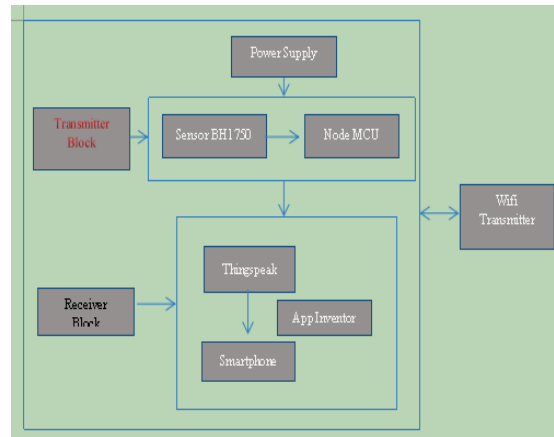 Power Supply
Transmitter
Block
Sensor BH1750
Node MCU
Wifi
Transmitter
Thingspeak
Receiver
Block
App Inventor
Smartphone